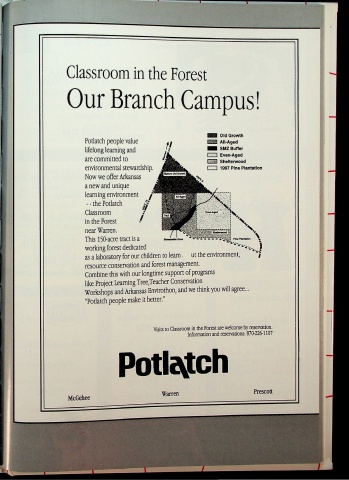 Classroom in the Forest
Our Branch Campus!
Potlatch people value
lifelong learning and
are committed to
environmental stewardship.
Now we offer Arkansas
a new and unique
learning environment
- - the Potlatch
Classroom
in the Forest
near Warren.
This 150-acre tract is a
working forest dedicated
as a laboratory for our children to learn . ut the environment,
resource conservation and forest management.
Combine this with our longtime support of programs
like Project Learning Tree,Teacher Conservation
Workshops and Arkansas Envirothon, and we think you will agree...
"Potlatch people make it better."
Old Growth
All-Aged
SMZ Buffer
Even-Aged
Shelterwood
1997 Pine Plantation
Visits to Classroom in the Forest are welcome by reservation.
Information and reservations: 870-226-1107
Potlatch
McGehee Warren Prescott